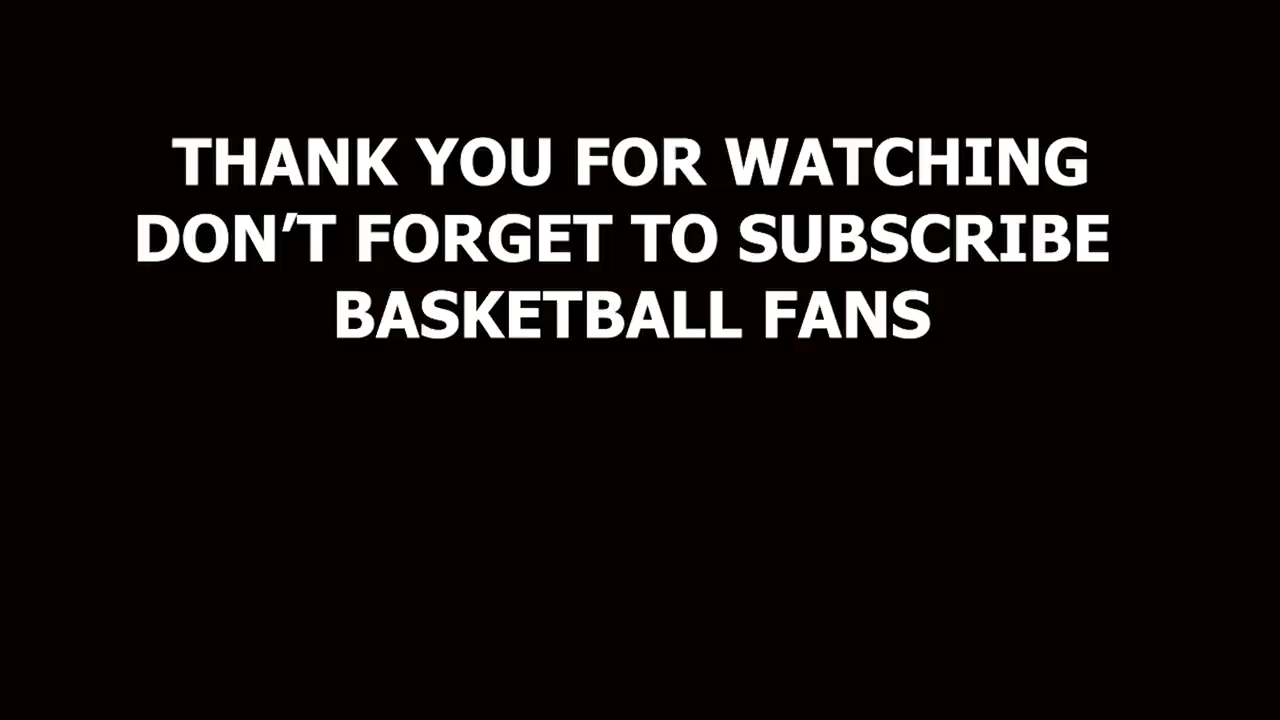 THANK YOU FOR WATCHING
DON’T FORGET TO SUBSCRIBE
BASKETBALL FANS